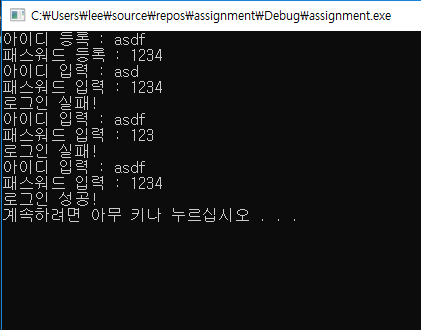 C:₩Users₩lee₩source₩repos₩assignment₩Debug₩assignment.exe
아이디 등록 : asdf
패스워드 등록 : 1234
아이디 입력 : asd
패스워드 입력 : 1234
로그인 실패!
아이디 입력 : asdf
패스워드 입력 : 123
로그인 실패!
아이디 입력 : asdf
패스워드 입력 : 1234
로그인 성공!
계속하려면 아무 키나 누르십시오 . . .